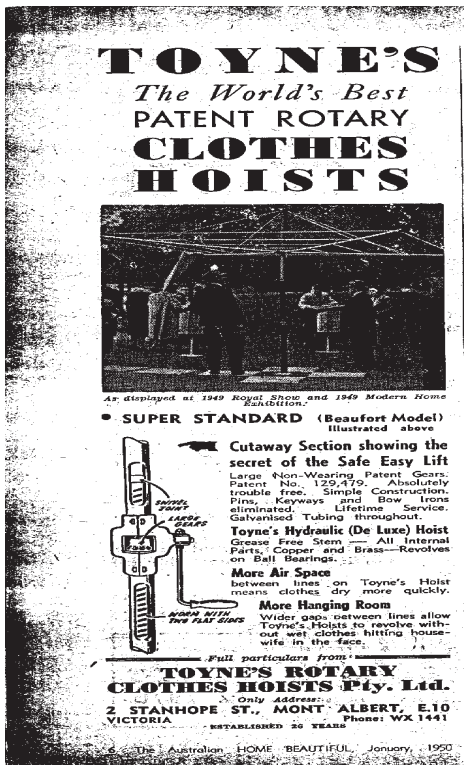 TOYNE'S
The World's Best
PATENT ROTARY
CLOTHES
HOISTS
As displayed at 1949 Royal Show and 1949 Modern Home
Exhibition.
• SUPER STANDARD (Beaufort Model)
Illustrated above
Cutaway Section showing the
secret of the Safe Easy Lift
Large Non-Wearing Patent Gears.
Patent No. 129,479. Absolutely
trouble free. Simple Construction.
Pins, Keyways and Bow Irons
eliminated. Lifetime Service.
Galvanised Tubing throughout.
SWIVEL
JOINT
LARGE
GEARS
WORM WITH
TWO FLAT SIDES
Toyne's Hydraulic (De Luxe) Hoist
Grease Free Stem — All Internal
Parts, Copper and Brass—Revolves
on Ball Bearings.
More Air Space
between lines on Toyne's Hoist
means clothes dry more quickly.
More Hanging Room
Wider gaps between lines allow
Toyne's Hoists to revolve with-
out wet clothes hitting house-
wife in the face.
Full particulars from:
TOYNE'S ROTARY
CLOTHES HOISTS Pty. Ltd.
Only Address:
2 STANHOPE ST., MONT ALBERT, E.10
VICTORIA Phone: WX 1441
ESTABLISHED 26 YEARS
6 The Australian HOME BEAUTIFUL, January, 1950